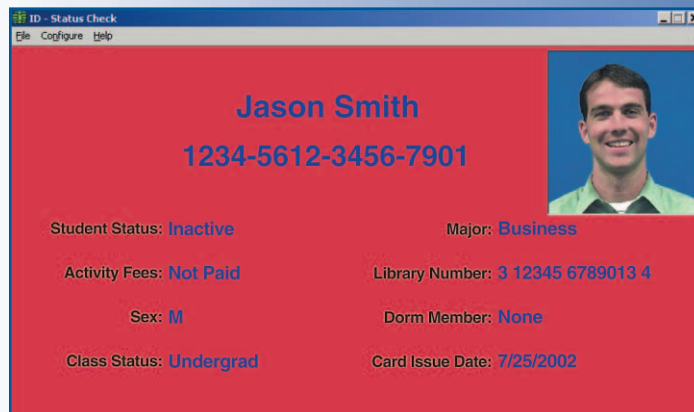 ID - Status Check
File Configure Help
Jason Smith
1234-5612-3456-7901
Student Status: Inactive Major: Business
Activity Fees: Not Paid Library Number: 3 12345 6789013 4
Sex: M Dorm Member: None
Class Status: Undergrad Card Issue Date: 7/25/2002